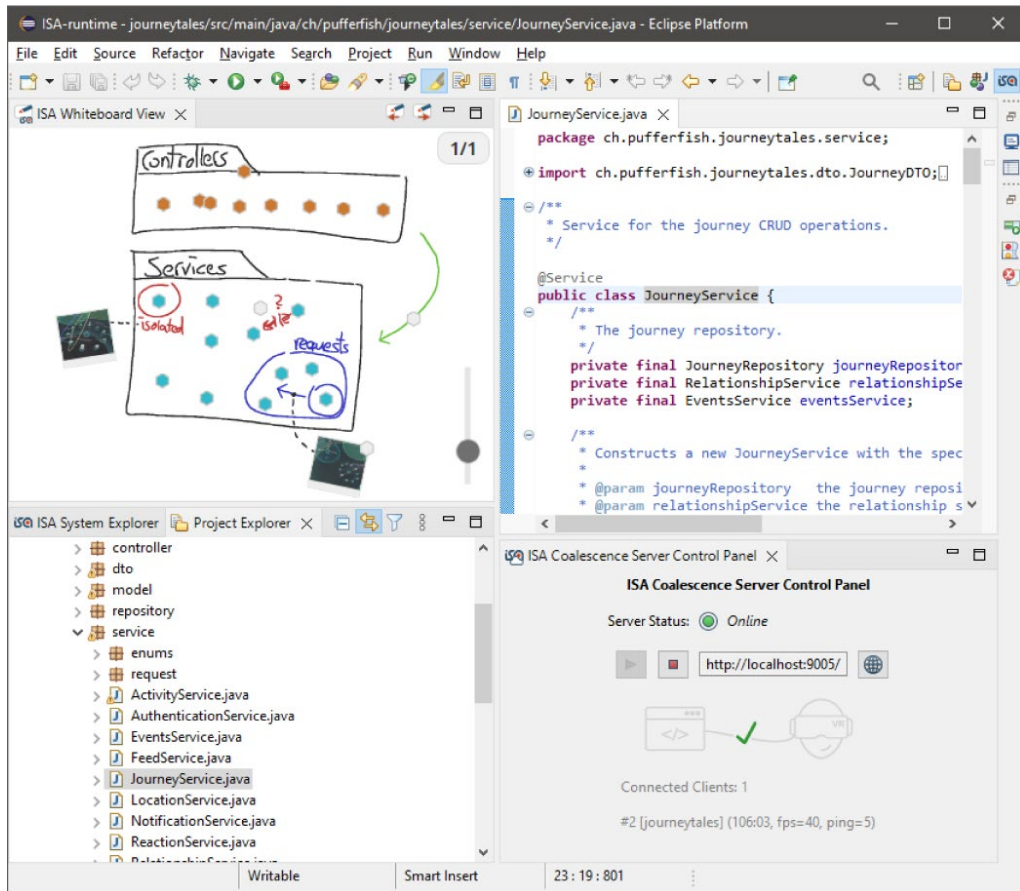 ISA-runtime - journeytales/src/main/java/ch/pufferfish/journeytales/service/JourneyService.java - Eclipse Platform
File Edit Source Refactor Navigate Search Project Run Window Help
ISA Whiteboard View
1/1
Controllers
Services
?
isolated
requests
JourneyService.java
package ch.pufferfish.journeytales.service;
import ch.pufferfish.journeytales.dto.JourneyDTO;
/**
* Service for the journey CRUD operations.
*/
@Service
public class JourneyService {
/**
* The journey repository.
*/
private final JourneyRepository journeyRepositor
private final RelationshipService relationshipSe
private final EventsService eventsService;
/**
* Constructs a new JourneyService with the spec
*
* @param journeyRepository   the journey reposi
* @param relationshipService the relationship s
ISA System Explorer Project Explorer
controller
dto
model
repository
service
enums
request
ActivityService.java
AuthenticationService.java
EventsService.java
FeedService.java
JourneyService.java
LocationService.java
NotificationService.java
ReactionService.java
RelationshipService.java
ISA Coalescence Server Control Panel
ISA Coalescence Server Control Panel
Server Status: Online
http://localhost:9005/
</>
VR
Connected Clients: 1
#2 [journeytales] (106:03, fps=40, ping=5)
Writable Smart Insert 23 : 19 : 801